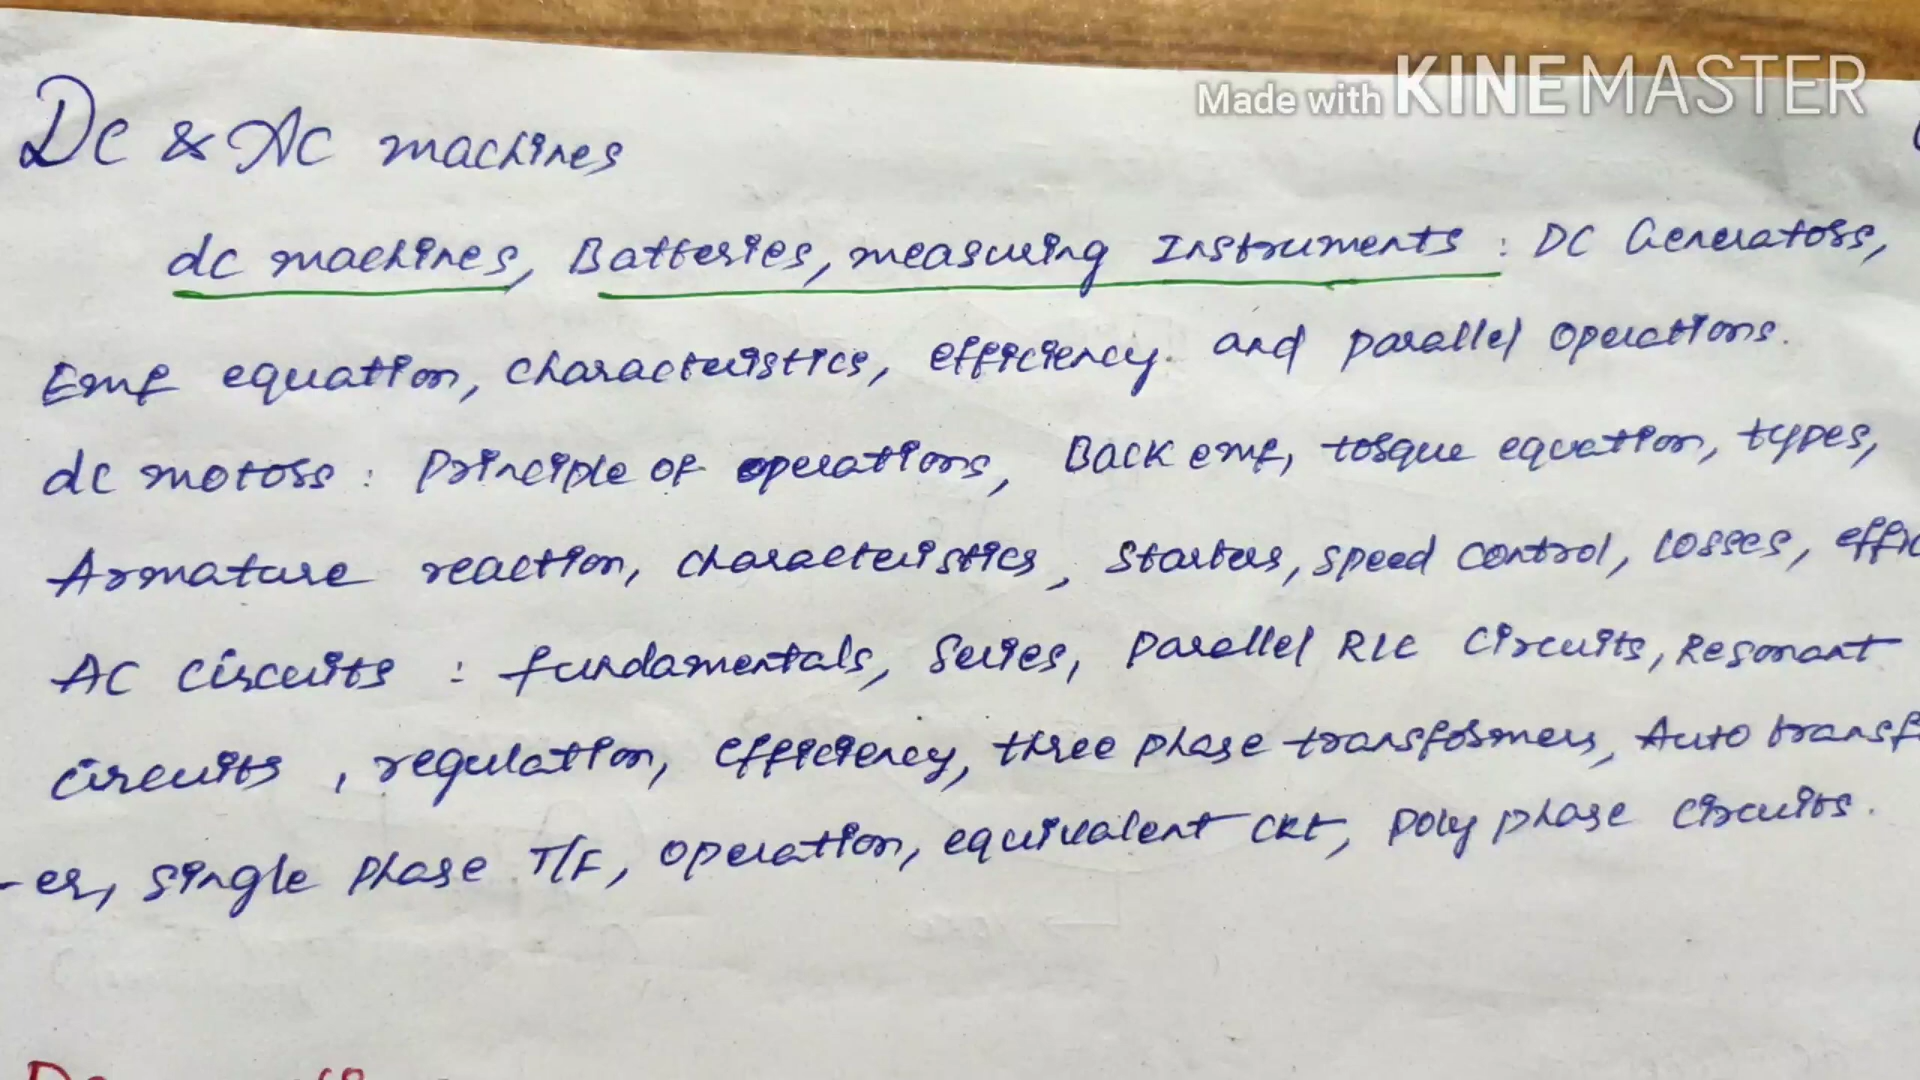 Made with KINEMASTER
DC & AC machines
dc machines, Batteries, measuring Instruments : DC Generators,
Emf equation, characteristics, efficiency. and parallel operations.
dc motors : Principle of operations, Back emf, torque equation, types,
Armature reaction, characteristics, starters, speed control, losses, effic
AC circuits : fundamentals, series, parallel RLC circuits, Resonant
circuits, regulation, efficiency, three phase transformers, Auto transf
-er, single phase T/F, operation, equivalent CKt, poly phase circuits.